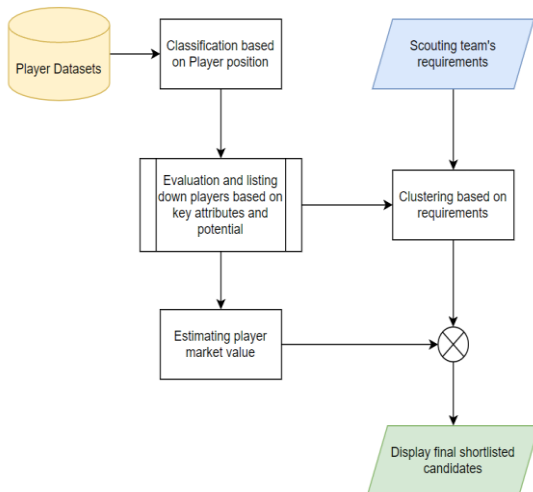 Player Datasets
Classification based
on Player position
Scouting team's
requirements
Evaluation and listing
down players based on
key attributes and
potential
Clustering based on
requirements
Estimating player
market value
Display final shortlisted
candidates